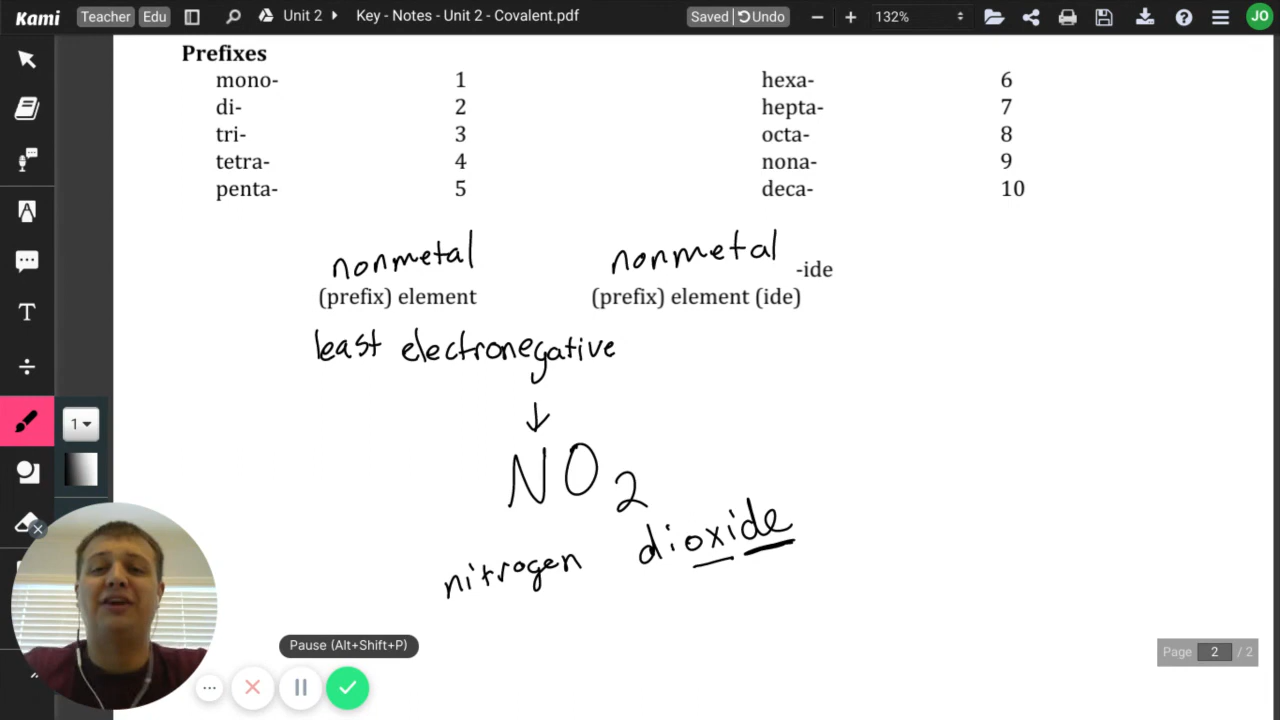 Kami Teacher Edu Unit 2 Key - Notes - Unit 2 - Covalent.pdf Saved Undo 132% JO
Prefixes
mono- 1 hexa- 6
di- 2 hepta- 7
tri- 3 octa- 8
tetra- 4 nona- 9
penta- 5 deca- 10
nonmetal nonmetal -ide
(prefix) element (prefix) element (ide)
least electronegative
1
NO2
nitrogen dioxide
Pause (Alt+Shift+P)
Page 2 / 2